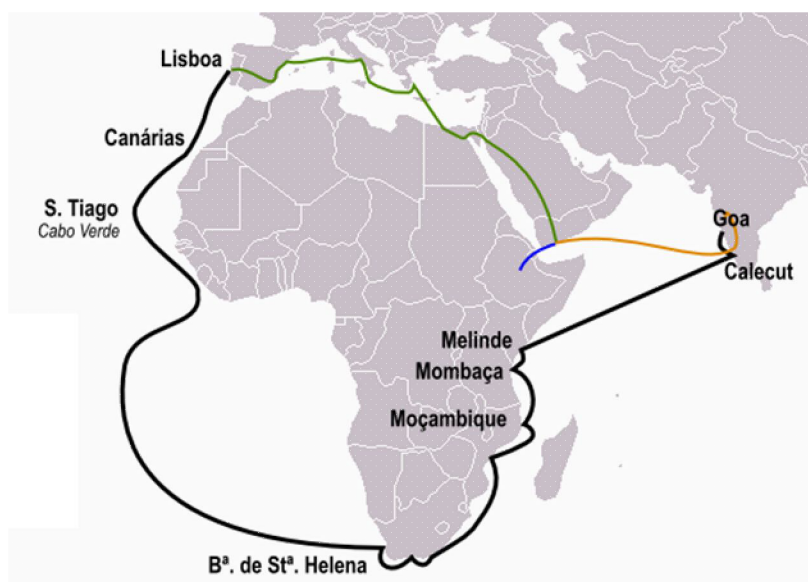 Lisboa
Canárias
S. Tiago
Cabo Verde
Goa
Calecut
Melinde
Mombaça
Moçambique
Bª. de Stª. Helena